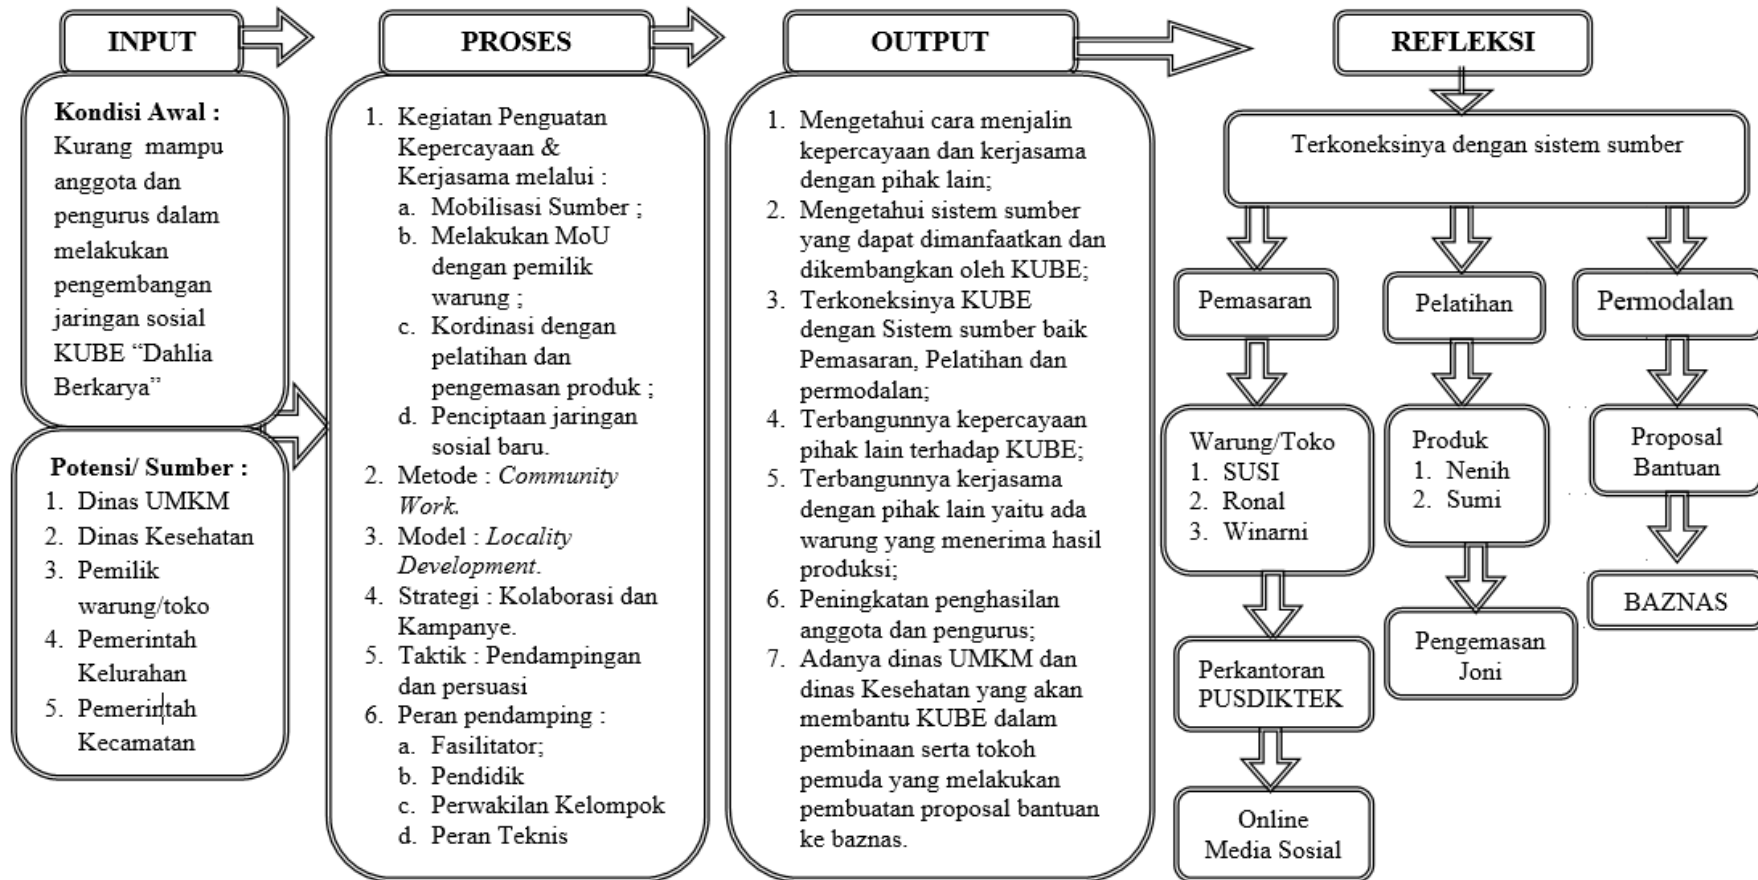 INPUT
Kondisi Awal :
Kurang mampu
anggota dan
pengurus dalam
melakukan
pengembangan
jaringan sosial
KUBE “Dahlia
Berkarya”
Potensi/ Sumber :
1. Dinas UMKM
2. Dinas Kesehatan
3. Pemilik
warung/toko
4. Pemerintah
Kelurahan
5. Pemerintah
Kecamatan
PROSES
1. Kegiatan Penguatan
Kepercayaan &
Kerjasama melalui :
a. Mobilisasi Sumber ;
b. Melakukan MoU
dengan pemilik
warung ;
c. Kordinasi dengan
pelatihan dan
pengemasan produk ;
d. Penciptaan jaringan
sosial baru.
2. Metode : Community
Work.
3. Model : Locality
Development.
4. Strategi : Kolaborasi dan
Kampanye.
5. Taktik : Pendampingan
dan persuasi
6. Peran pendamping :
a. Fasilitator;
b. Pendidik
c. Perwakilan Kelompok
d. Peran Teknis
OUTPUT
1. Mengetahui cara menjalin
kepercayaan dan kerjasama
dengan pihak lain;
2. Mengetahui sistem sumber
yang dapat dimanfaatkan dan
dikembangkan oleh KUBE;
3. Terkoneksinya KUBE
dengan Sistem sumber baik
Pemasaran, Pelatihan dan
permodalan;
4. Terbangunnya kepercayaan
pihak lain terhadap KUBE;
5. Terbangunnya kerjasama
dengan pihak lain yaitu ada
warung yang menerima hasil
produksi;
6. Peningkatan penghasilan
anggota dan pengurus;
7. Adanya dinas UMKM dan
dinas Kesehatan yang akan
membantu KUBE dalam
pembinaan serta tokoh
pemuda yang melakukan
pembuatan proposal bantuan
ke baznas.
REFLEKSI
Terkoneksinya dengan sistem sumber
Pemasaran
Warung/Toko
1. SUSI
2. Ronal
3. Winarni
Perkantoran
PUSDIKTEK
Online
Media Sosial
Pelatihan
Produk
1. Nenih
2. Sumi
Pengemasan
Joni
Permodalan
Proposal
Bantuan
BAZNAS